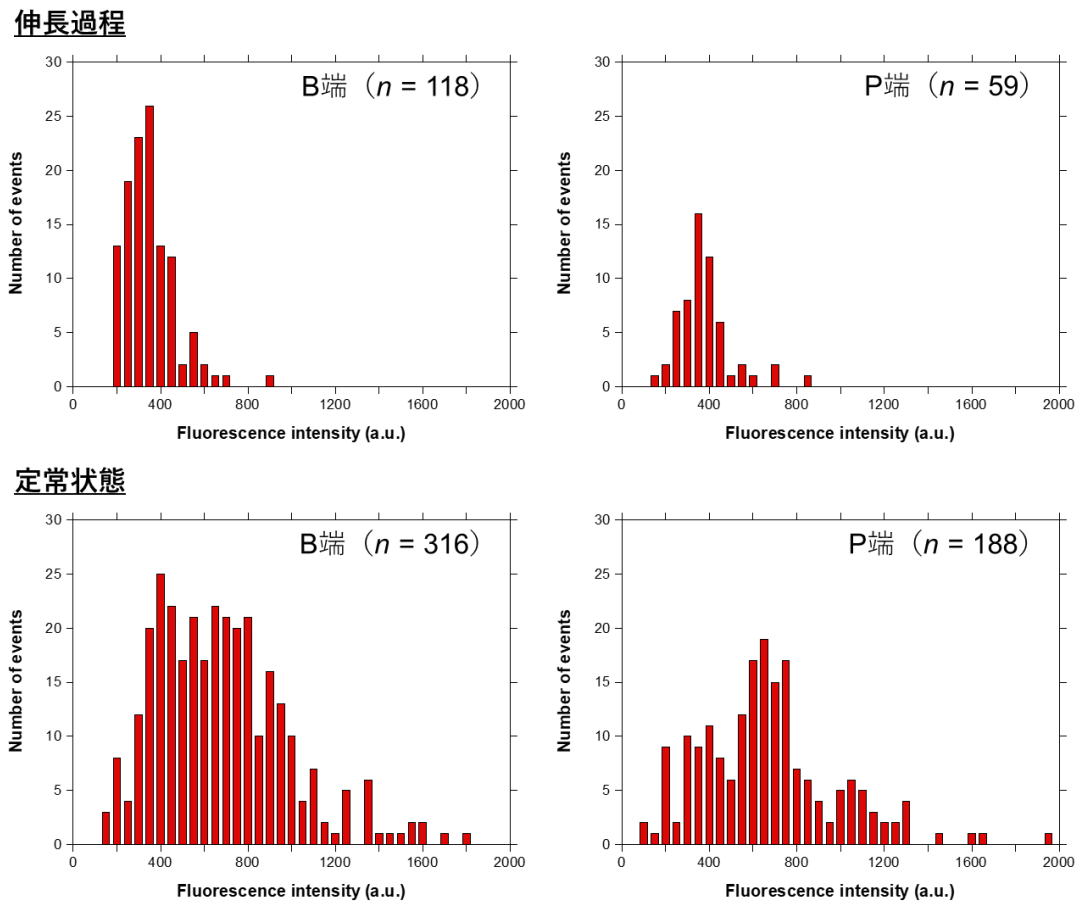 伸長過程
B端（n = 118）
30
25
20
15
10
5
0
Number of events
0 400 800 1200 1600 2000
Fluorescence intensity (a.u.)
P端（n = 59）
30
25
20
15
10
5
0
Number of events
0 400 800 1200 1600 2000
Fluorescence intensity (a.u.)
定常状態
B端（n = 316）
30
25
20
15
10
5
0
Number of events
0 400 800 1200 1600 2000
Fluorescence intensity (a.u.)
P端（n = 188）
30
25
20
15
10
5
0
Number of events
0 400 800 1200 1600 2000
Fluorescence intensity (a.u.)